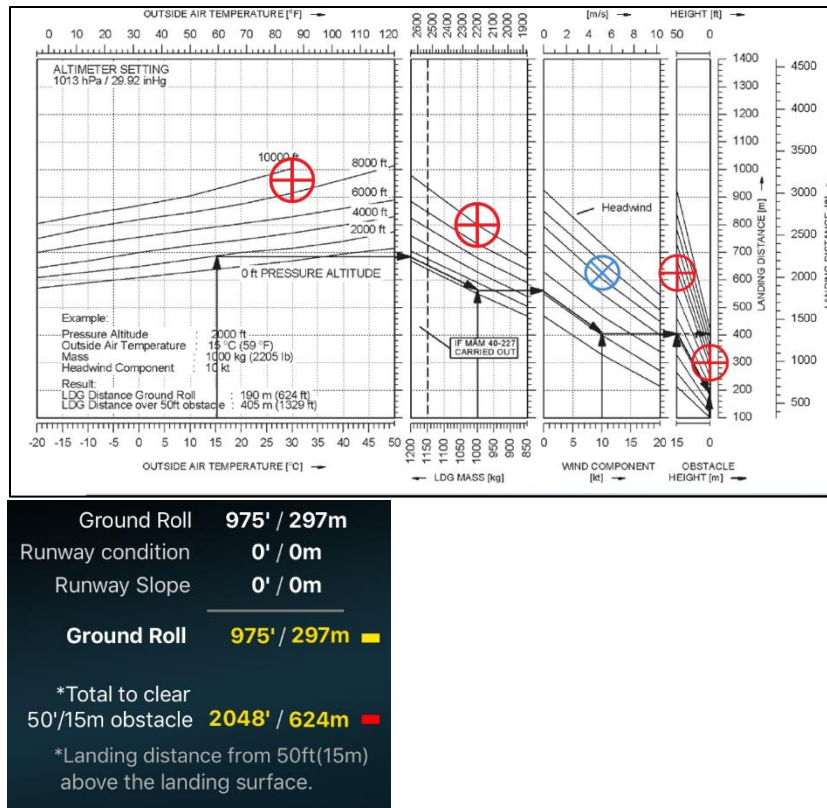 OUTSIDE AIR TEMPERATURE [°F]
[m/s]
HEIGHT [ft]
0 20 40 60 80 100 120
2600 2500 2400 2300 2200 2100 2000 1900
0 2 4 6 8 10
50 0
ALTIMETER SETTING
1013 hPa / 29.92 inHg
10000 ft
8000 ft
6000 ft
4000 ft
2000 ft
0 ft PRESSURE ALTITUDE
Example:
Pressure Altitude : 2000 ft
Outside Air Temperature : 15 °C (59 °F)
Mass : 1000 kg (2205 lb)
Headwind Component : 10 kt
Result:
LDG Distance Ground Roll : 190 m (624 ft)
LDG Distance over 50ft obstacle : 405 m (1329 ft)
IF MÄM 40-227
CARRIED OUT
Headwind
1400
1300
1200
1100
1000
900
800
700
600
500
400
300
200
100
LANDING DISTANCE [m]
4500
4000
3500
3000
2500
2000
1500
1000
500
-20 -15 -10 -5 0 5 10 15 20 25 30 35 40 45 50
1200 1150 1100 1050 1000 950 900 850
0 5 10 15 20
15 0
OUTSIDE AIR TEMPERATURE [°C]
LDG MASS [kg]
WIND COMPONENT
[kt]
OBSTACLE
HEIGHT [m]
Ground Roll 975' / 297m
Runway condition 0' / 0m
Runway Slope 0' / 0m
Ground Roll 975' / 297m
*Total to clear
50'/15m obstacle 2048' / 624m
*Landing distance from 50ft(15m)
above the landing surface.